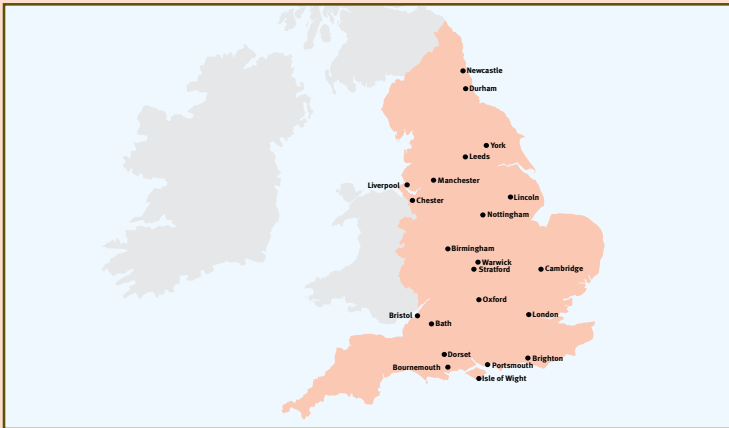 Newcastle
Durham
York
Leeds
Manchester
Liverpool
Chester
Lincoln
Nottingham
Birmingham
Warwick
Stratford
Cambridge
Oxford
London
Bristol
Bath
Dorset
Brighton
Portsmouth
Bournemouth
Isle of Wight